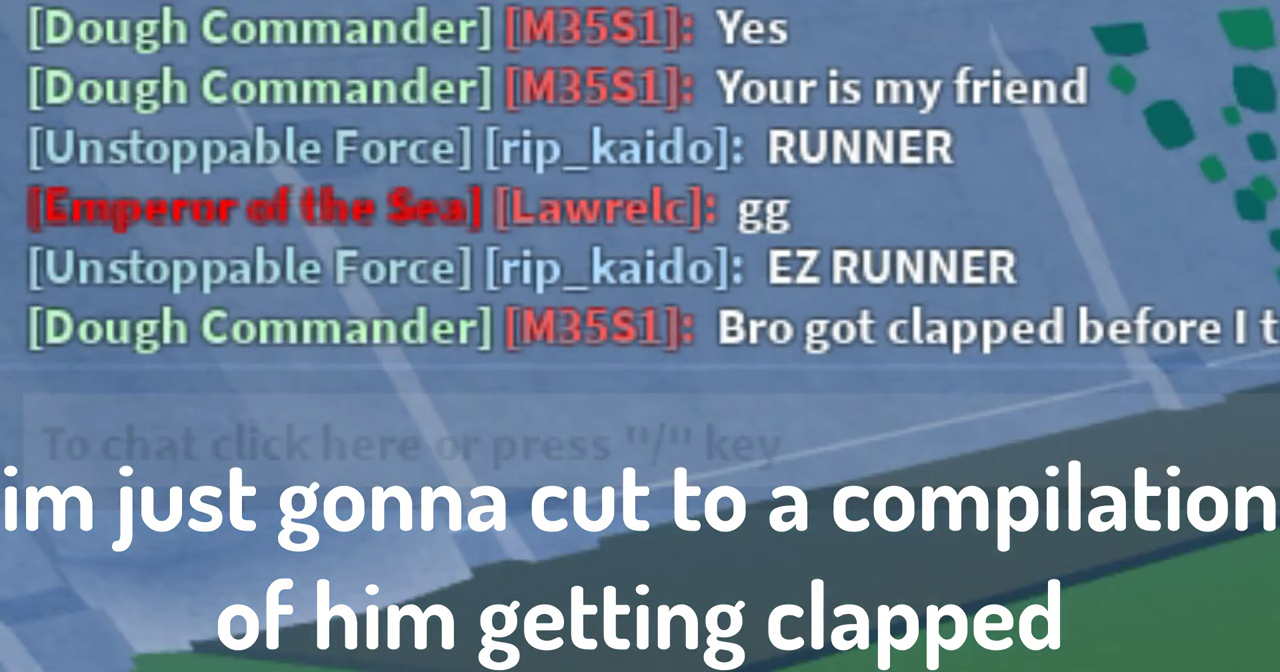 [Dough Commander] [M35S1]: Yes
[Dough Commander] [M35S1]: Your is my friend
[Unstoppable Force] [rip_kaido]: RUNNER
[Emperor of the Sea] [Lawrelc]: gg
[Unstoppable Force] [rip_kaido]: EZ RUNNER
[Dough Commander] [M35S1]: Bro got clapped before I t
To chat click here or press "/" key
im just gonna cut to a compilation
of him getting clapped